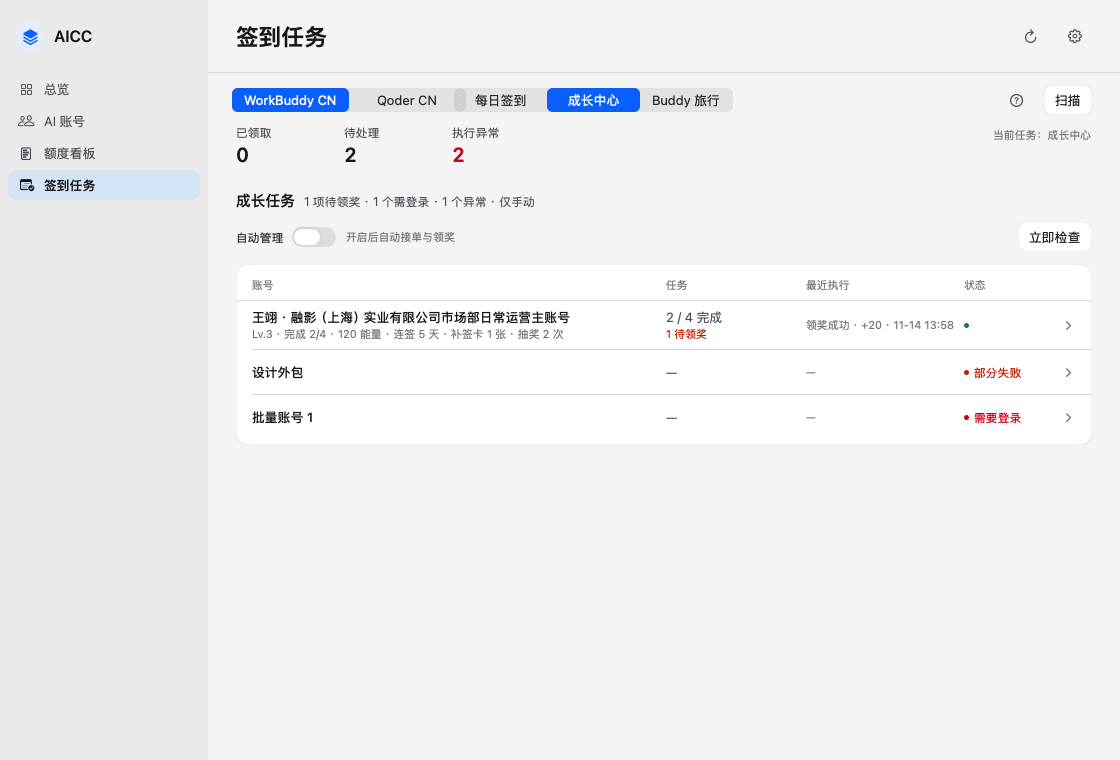 AICC
总览
AI 账号
额度看板
签到任务
签到任务
WorkBuddy CN
Qoder CN
每日签到
成长中心
Buddy 旅行
扫描
已领取
待处理
执行异常
当前任务：成长中心
0
2
2
成长任务 1 项待领奖 · 1 个需登录 · 1 个异常 · 仅手动
自动管理 开启后自动接单与领奖
立即检查
账号 任务 最近执行 状态
王翊 · 融影（上海）实业有限公司市场部日常运营主账号
2 / 4 完成
领奖成功 · +20 · 11-14 13:58
Lv.3 · 完成 2/4 · 120 能量 · 连签 5 天 · 补签卡 1 张 · 抽奖 2 次
1 待领奖
设计外包 — — 部分失败
批量账号 1 — — 需要登录